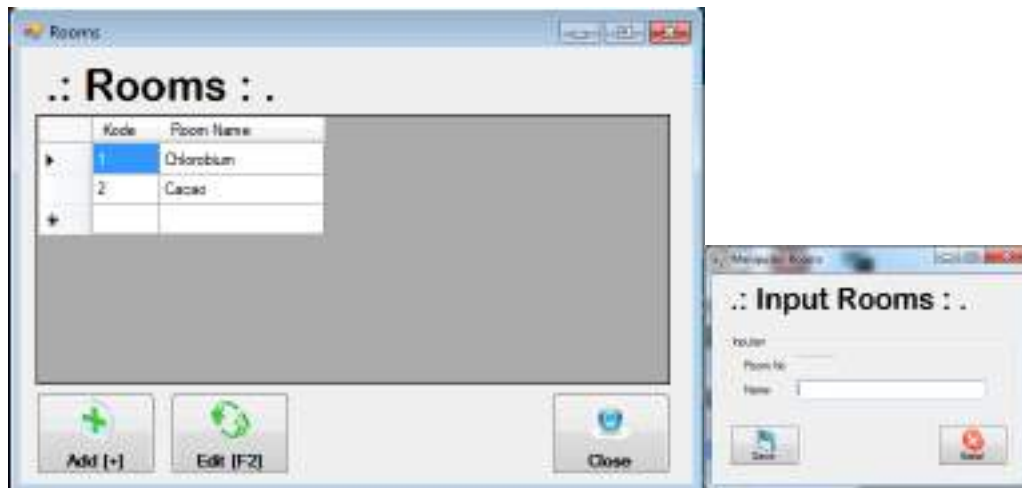 Rooms
.: Rooms : .
Kode Room Name
1 Chlorobium
2 Cacao
Add [+] Edit [F2] Close
Rooms
.: Input Rooms : .
Room No
Name
Save